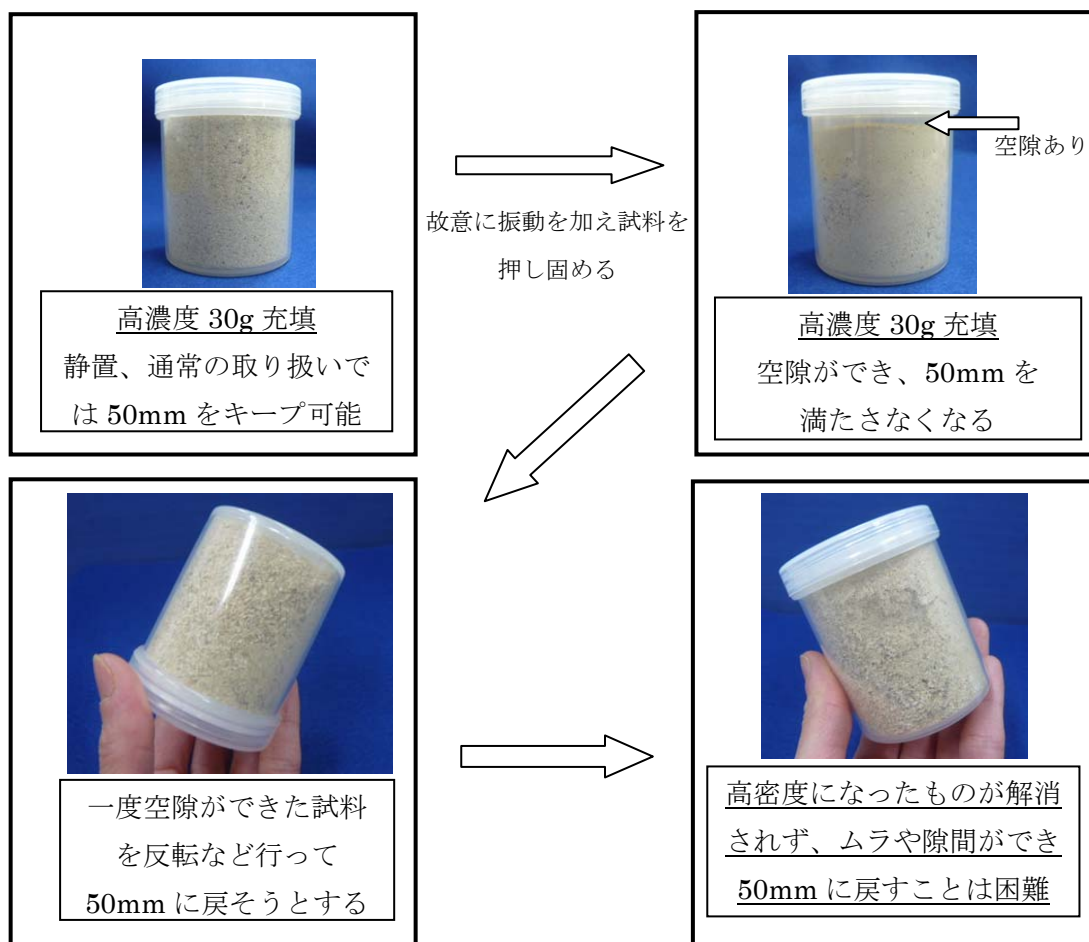 空隙あり
故意に振動を加え試料を
押し固める
高濃度 30g 充填
静置、通常の取り扱いで
は 50mm をキープ可能
高濃度 30g 充填
空隙ができ、50mm を
満たさなくなる
一度空隙ができた試料
を反転など行って
50mm に戻そうとする
高密度になったものが解消
されず、ムラや隙間ができ
50mm に戻すことは困難